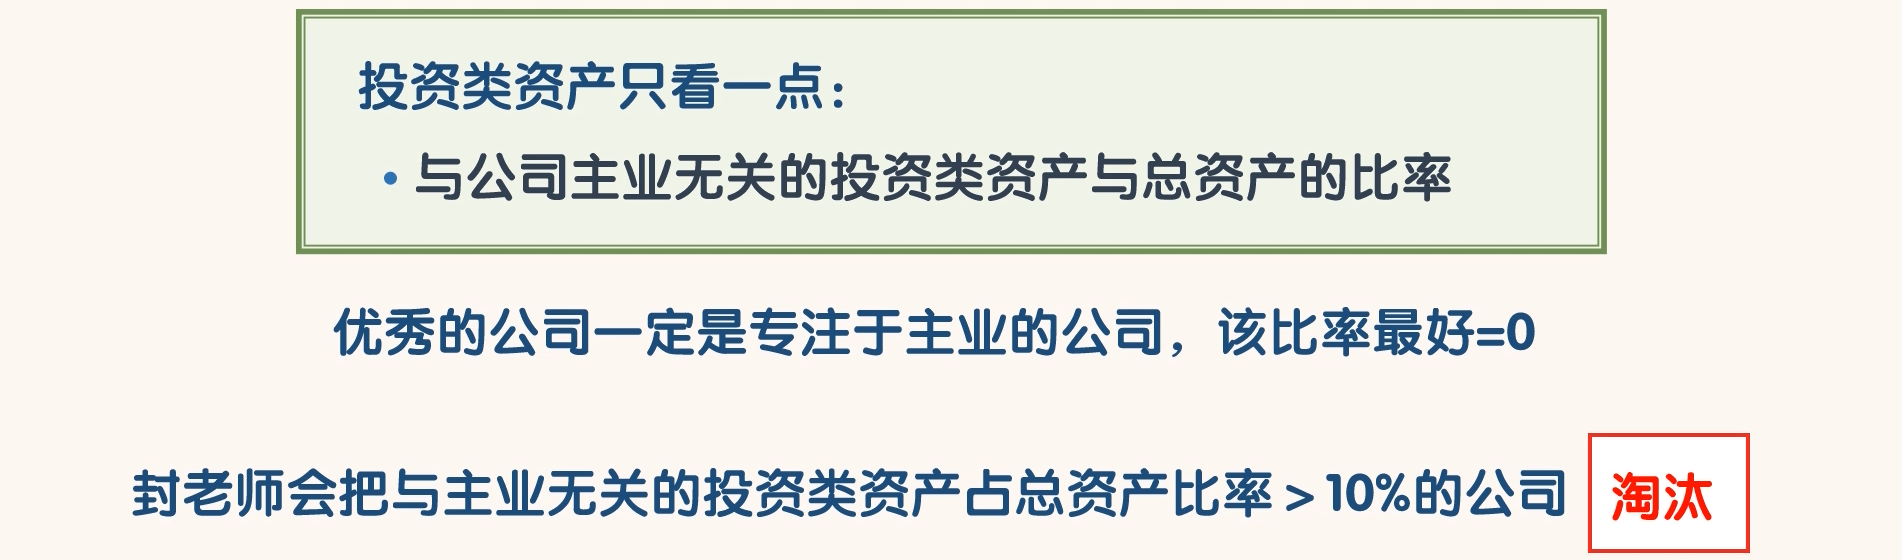 投资类资产只看一点：
• 与公司主业无关的投资类资产与总资产的比率
优秀的公司一定是专注于主业的公司，该比率最好=0
封老师会把与主业无关的投资类资产占总资产比率＞10%的公司 淘汰